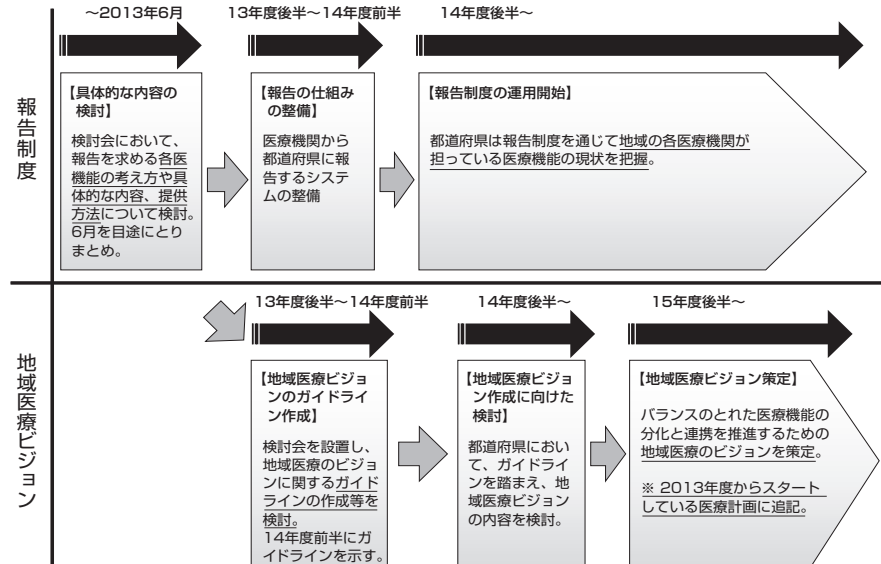 ～2013年6月
13年度後半～14年度前半
14年度後半～
報告制度
【具体的な内容の
検討】
検討会において、
報告を求める各医
機能の考え方や具
体的な内容、提供
方法について検討。
6月を目途にとり
まとめ。
【報告の仕組み
の整備】
医療機関から
都道府県に報
告するシステ
ムの整備
【報告制度の運用開始】
都道府県は報告制度を通じて地域の各医療機関が
担っている医療機能の現状を把握。
地域医療ビジョン
13年度後半～14年度前半
14年度後半～
15年度後半～
【地域医療ビジョ
ンのガイドライ
ン作成】
検討会を設置し、
地域医療のビジョ
ンに関するガイド
ラインの作成等を
検討。
14年度前半にガ
イドラインを示す。
【地域医療ビジョ
ン作成に向けた
検討】
都道府県におい
て、ガイドライ
ンを踏まえ、地
域医療ビジョン
の内容を検討。
【地域医療ビジョン策定】
バランスのとれた医療機能の
分化と連携を推進するための
地域医療のビジョンを策定。
※ 2013年度からスタート
している医療計画に追記。